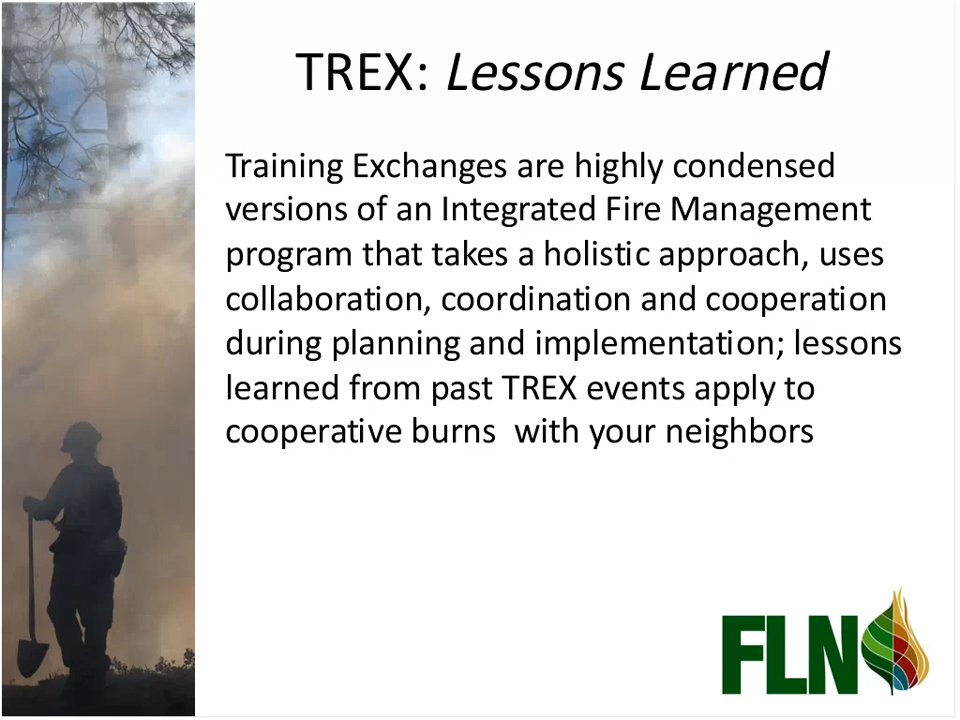 TREX: Lessons Learned
Training Exchanges are highly condensed
versions of an Integrated Fire Management
program that takes a holistic approach, uses
collaboration, coordination and cooperation
during planning and implementation; lessons
learned from past TREX events apply to
cooperative burns  with your neighbors
FLN